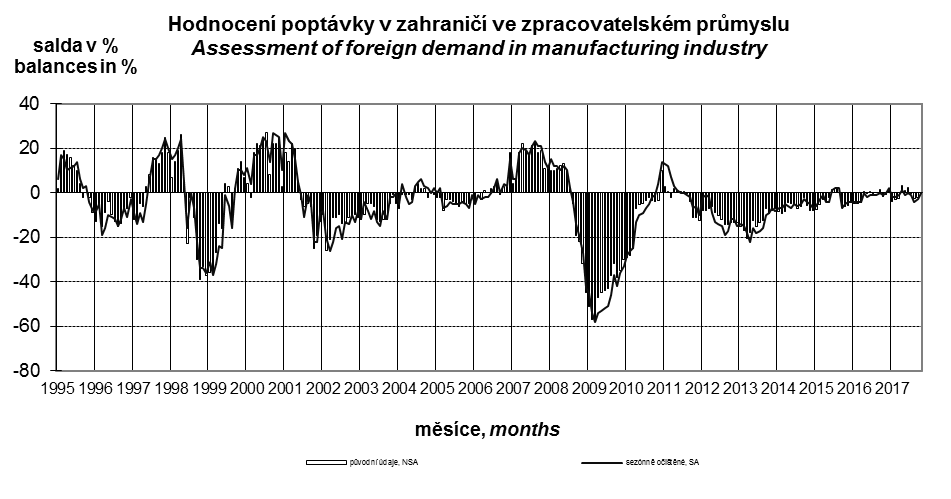 Hodnocení poptávky v zahraničí ve zpracovatelském průmyslu
Assessment of foreign demand in manufacturing industry
salda v %
balances in %
40
20
0
-20
-40
-60
-80
1995 1996 1997 1998 1999 2000 2001 2002 2003 2004 2005 2006 2007 2008 2009 2010 2011 2012 2013 2014 2015 2016 2017
měsíce, months
původní údaje, NSA
sezónně očištěné, SA